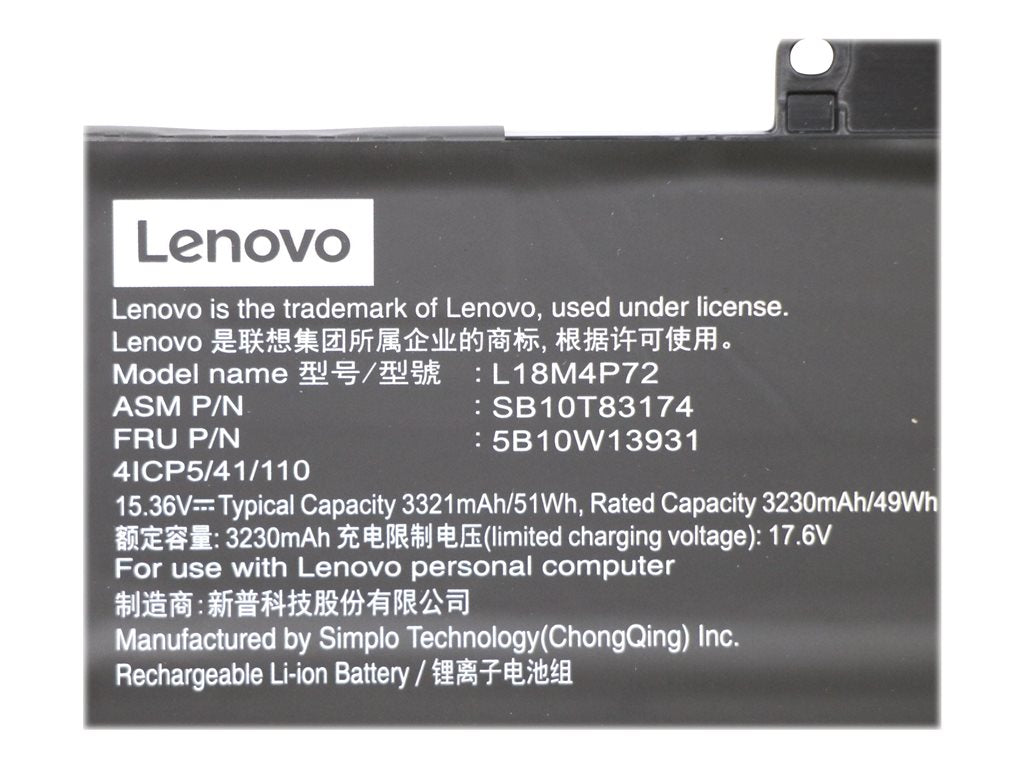 Lenovo
Lenovo is the trademark of Lenovo, used under license.
Lenovo 是联想集团所属企业的商标, 根据许可使用。
Model name 型号/型號 : L18M4P72
ASM P/N : SB10T83174
FRU P/N : 5B10W13931
4ICP5/41/110
15.36V⎓Typical Capacity 3321mAh/51Wh, Rated Capacity 3230mAh/49Wh
额定容量: 3230mAh 充电限制电压(limited charging voltage): 17.6V
For use with Lenovo personal computer
制造商:新普科技股份有限公司
Manufactured by Simplo Technology(ChongQing) Inc.
Rechargeable Li-ion Battery / 锂离子电池组